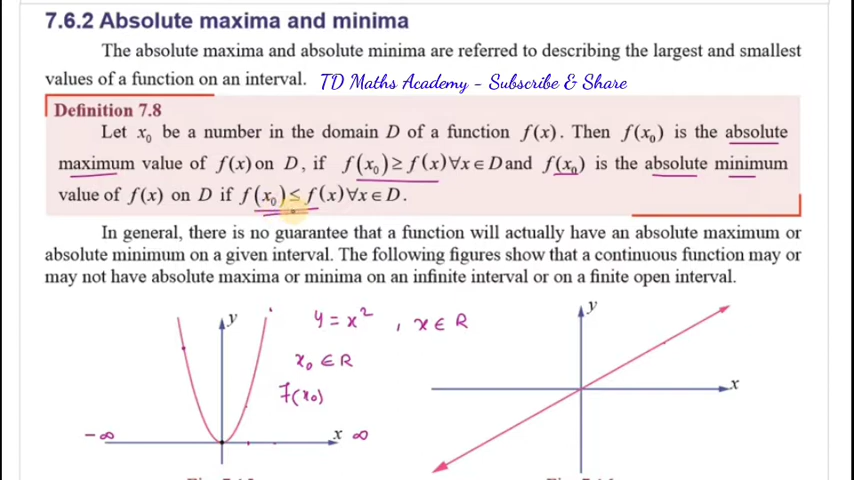 7.6.2 Absolute maxima and minima
The absolute maxima and absolute minima are referred to describing the largest and smallest
values of a function on an interval. TD Maths Academy - Subscribe & Share
Definition 7.8
Let x₀ be a number in the domain D of a function f(x). Then f(x₀) is the absolute
maximum value of f(x) on D, if f(x₀) ≥ f(x)∀x ∈ D and f(x₀) is the absolute minimum
value of f(x) on D if f(x₀) ≤ f(x)∀x ∈ D.
In general, there is no guarantee that a function will actually have an absolute maximum or
absolute minimum on a given interval. The following figures show that a continuous function may or
may not have absolute maxima or minima on an infinite interval or on a finite open interval.
y
y = x² , x ∈ R
x₀ ∈ R
f(x₀)
-∞
x ∞
y
x